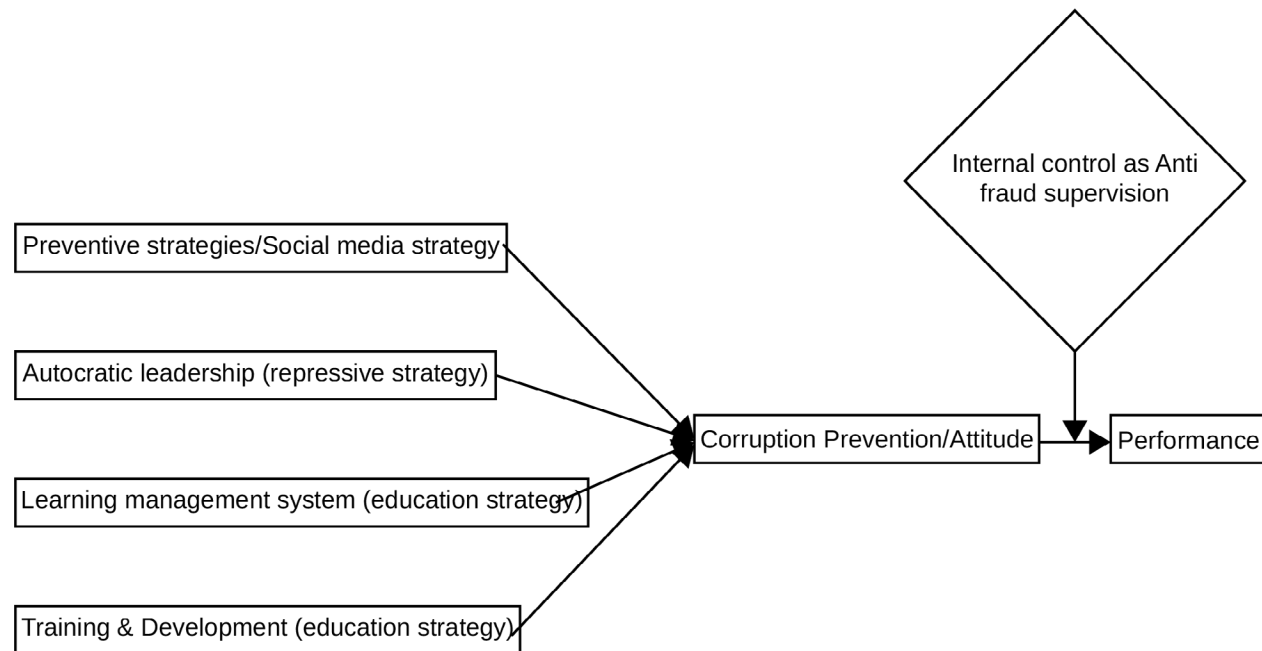 Internal control as Anti
fraud supervision
Preventive strategies/Social media strategy
Autocratic leadership (repressive strategy)
Corruption Prevention/Attitude
Performance
Learning management system (education strategy)
Training & Development (education strategy)